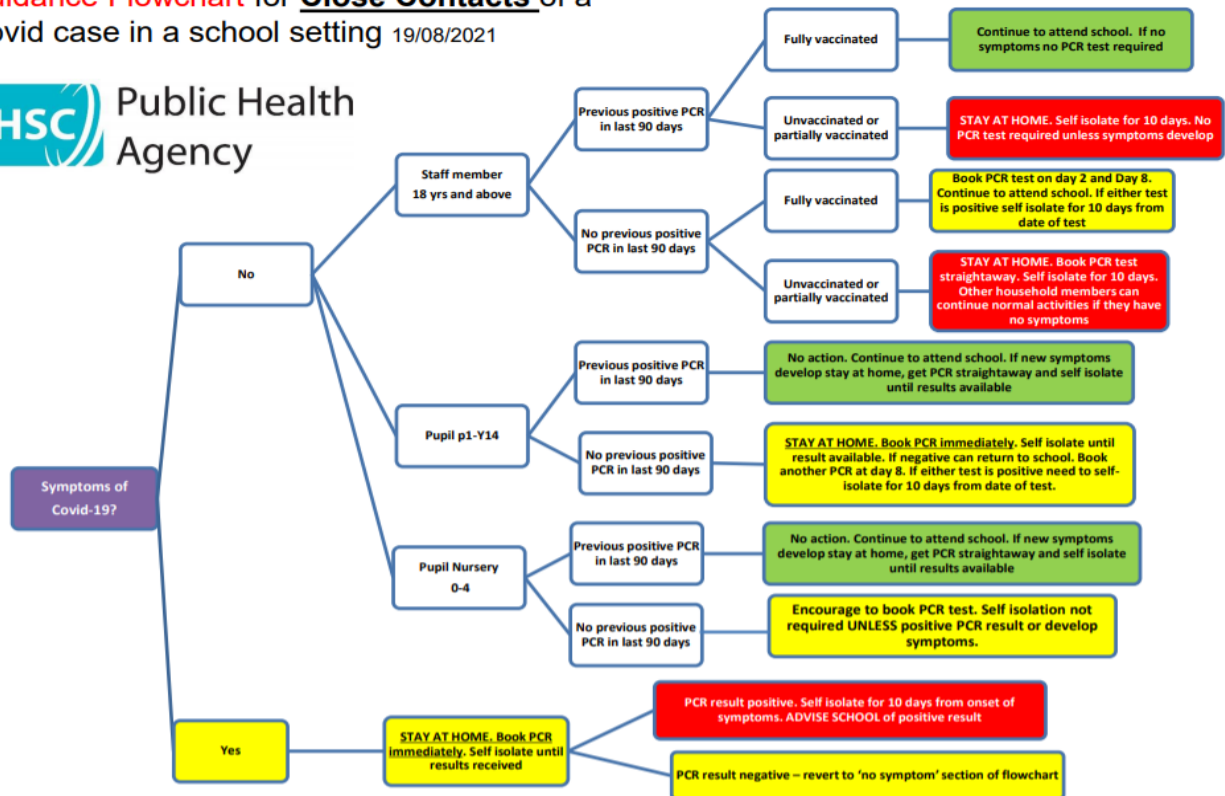 Guidance Flowchart for Close Contacts of a
ovid case in a school setting 19/08/2021
HSC
Public Health
Agency
Symptoms of
Covid-19?
No
Staff member
18 yrs and above
Previous positive PCR
in last 90 days
Fully vaccinated
Continue to attend school. If no
symptoms no PCR test required
Unvaccinated or
partially vaccinated
STAY AT HOME. Self isolate for 10 days. No
PCR test required unless symptoms develop
No previous positive
PCR in last 90 days
Fully vaccinated
Book PCR test on day 2 and Day 8.
Continue to attend school. If either test
is positive self isolate for 10 days from
date of test
Unvaccinated or
partially vaccinated
STAY AT HOME. Book PCR test
straightaway. Self isolate for 10 days.
Other household members can
continue normal activities if they have
no symptoms
Pupil p1-Y14
Previous positive PCR
in last 90 days
No action. Continue to attend school. If new symptoms
develop stay at home, get PCR straightaway and self isolate
until results available
No previous positive
PCR in last 90 days
STAY AT HOME. Book PCR immediately. Self isolate until
result available. If negative can return to school. Book
another PCR at day 8. If either test is positive need to self-
isolate for 10 days from date of test.
Pupil Nursery
0-4
Previous positive PCR
in last 90 days
No action. Continue to attend school. If new symptoms
develop stay at home, get PCR straightaway and self isolate
until results available
No previous positive
PCR in last 90 days
Encourage to book PCR test. Self isolation not
required UNLESS positive PCR result or develop
symptoms.
Yes
STAY AT HOME. Book PCR
immediately. Self isolate until
results received
PCR result positive. Self isolate for 10 days from onset of
symptoms. ADVISE SCHOOL of positive result
PCR result negative – revert to 'no symptom' section of flowchart